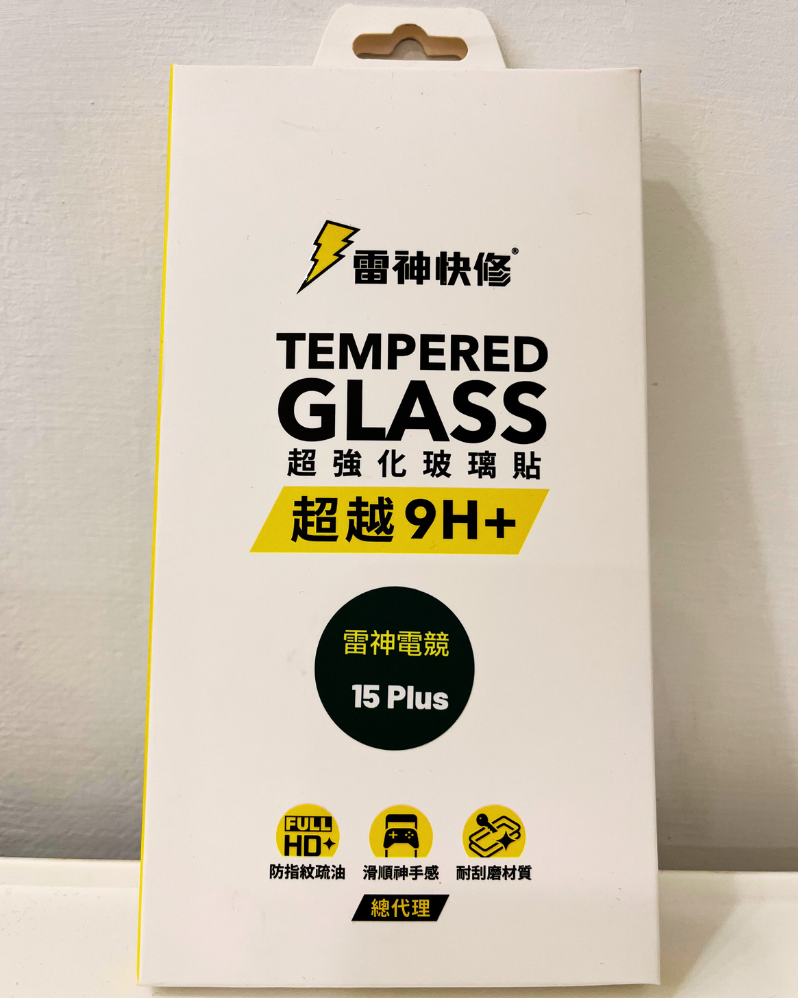 雷神快修®
TEMPERED
GLASS
超強化玻璃貼
超越9H+
雷神電競
15 Plus
FULL
HD
防指紋疏油 滑順神手感 耐刮磨材質
總代理